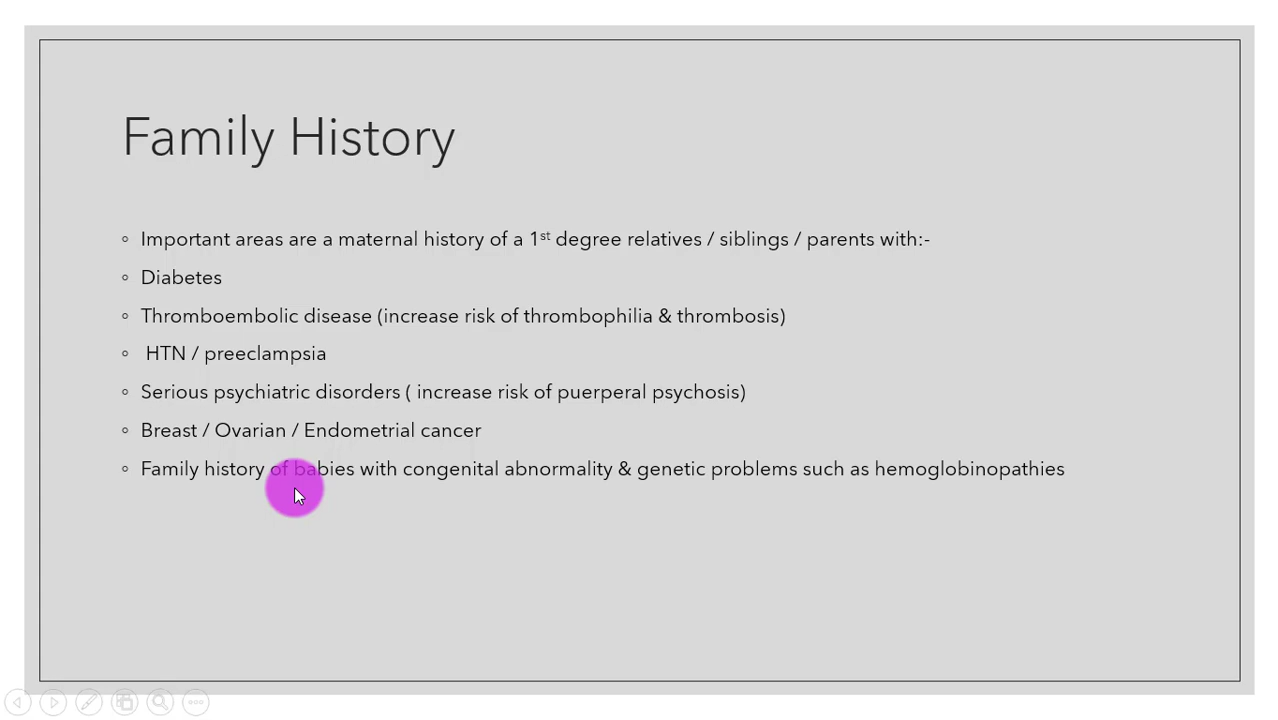 Family History
Important areas are a maternal history of a 1st degree relatives / siblings / parents with:-
Diabetes
Thromboembolic disease (increase risk of thrombophilia & thrombosis)
HTN / preeclampsia
Serious psychiatric disorders ( increase risk of puerperal psychosis)
Breast / Ovarian / Endometrial cancer
Family history of babies with congenital abnormality & genetic problems such as hemoglobinopathies